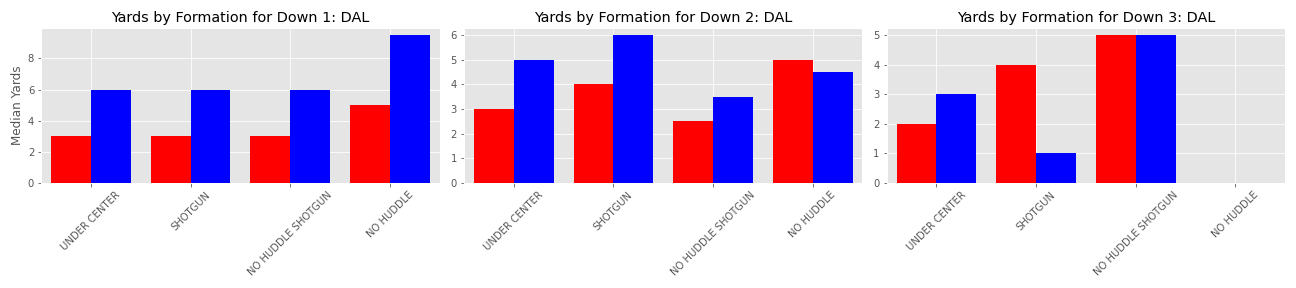 Yards by Formation for Down 1: DAL
Median Yards
8
6
4
2
0
UNDER CENTER
SHOTGUN
NO HUDDLE SHOTGUN
NO HUDDLE
Yards by Formation for Down 2: DAL
6
5
4
3
2
1
0
UNDER CENTER
SHOTGUN
NO HUDDLE SHOTGUN
NO HUDDLE
Yards by Formation for Down 3: DAL
5
4
3
2
1
0
UNDER CENTER
SHOTGUN
NO HUDDLE SHOTGUN
NO HUDDLE